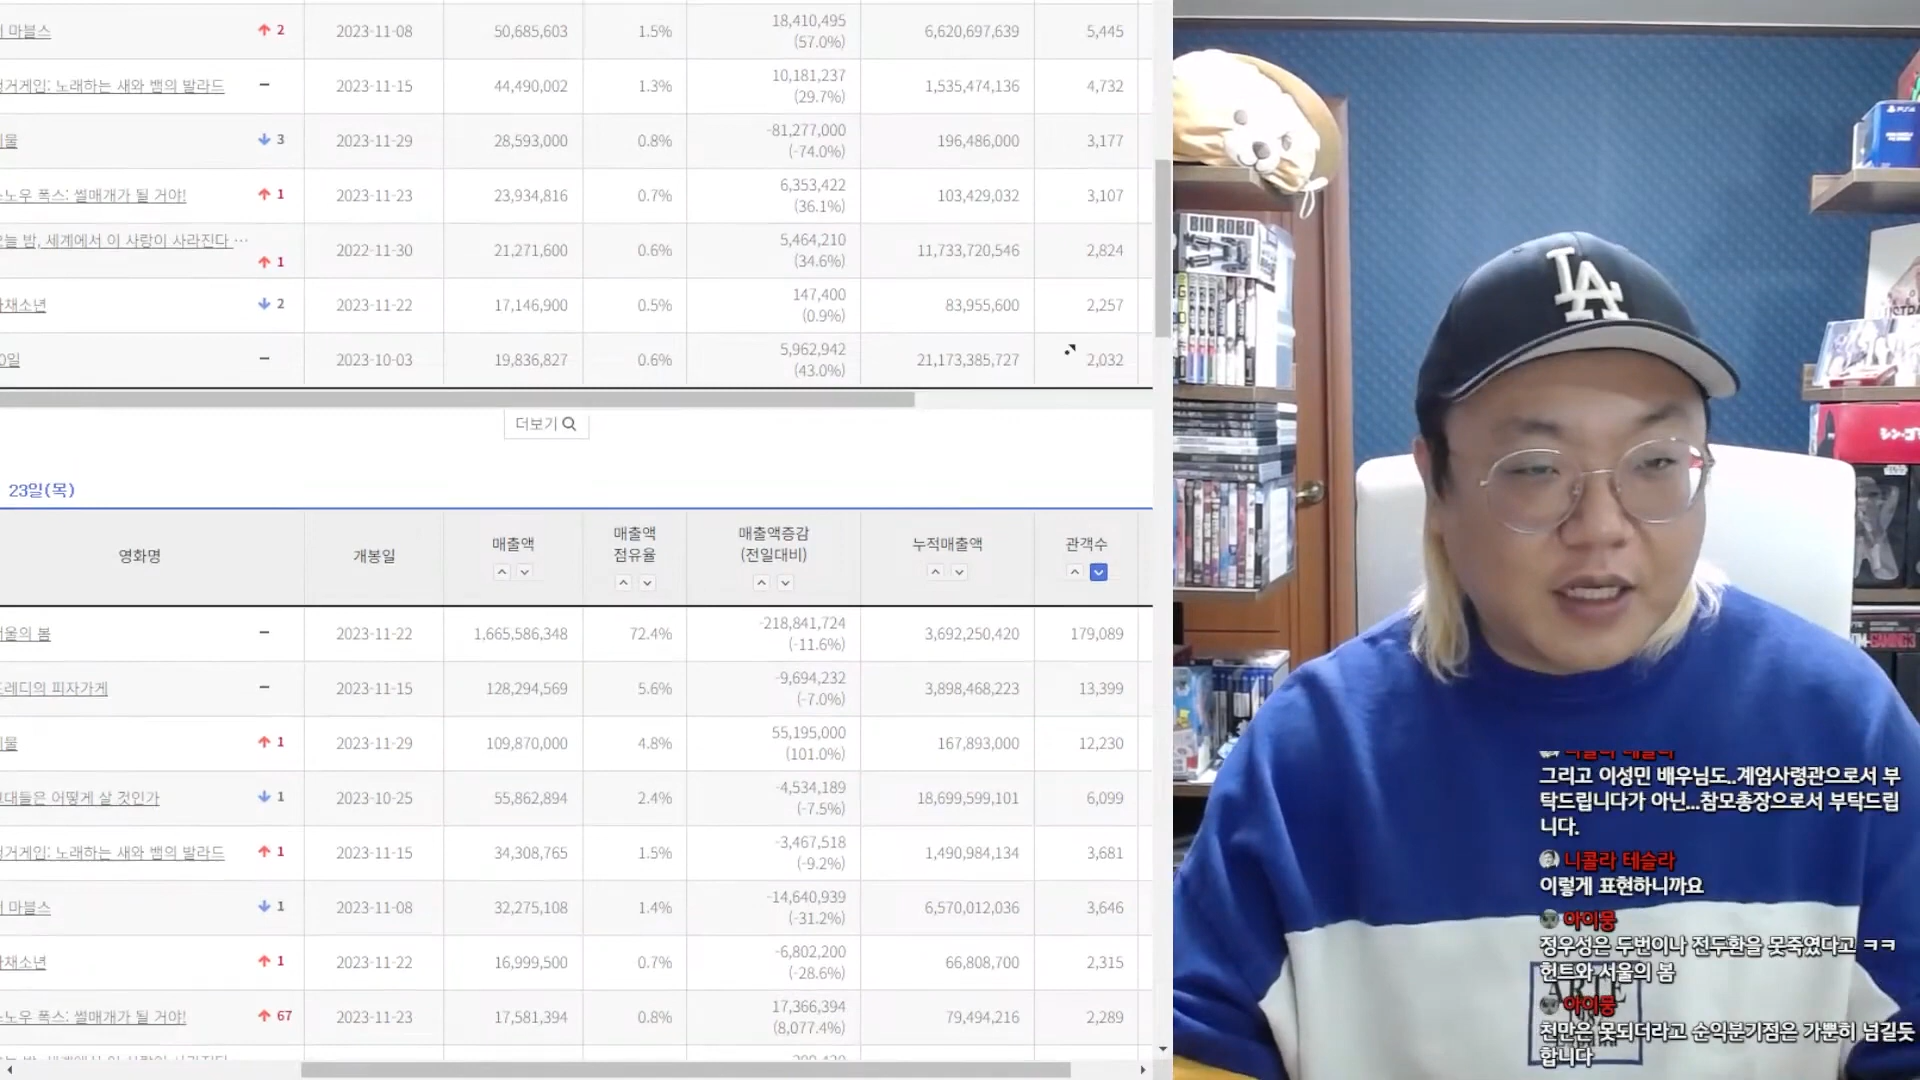 마블스 2 2023-11-08 50,685,603 1.5% 18,410,495 (57.0%) 6,620,697,639 5,445
거게임: 노래하는 새와 뱀의 발라드 – 2023-11-15 44,490,002 1.3% 10,181,237 (29.7%) 1,535,474,136 4,732
물 3 2023-11-29 28,593,000 0.8% -81,277,000 (-74.0%) 196,486,000 3,177
노우 폭스: 썰매개가 될 거야! 1 2023-11-23 23,934,816 0.7% 6,353,422 (36.1%) 103,429,032 3,107
늘 밤, 세계에서 이 사랑이 사라진다 … 1 2022-11-30 21,271,600 0.6% 5,464,210 (34.6%) 11,733,720,546 2,824
채소년 2 2023-11-22 17,146,900 0.5% 147,400 (0.9%) 83,955,600 2,257
0일 – 2023-10-03 19,836,827 0.6% 5,962,942 (43.0%) 21,173,385,727 2,032
더보기
23일(목)
영화명 개봉일 매출액 매출액 점유율 매출액증감 (전일대비) 누적매출액 관객수
울의 봄 – 2023-11-22 1,665,586,348 72.4% -218,841,724 (-11.6%) 3,692,250,420 179,089
레디의 피자가게 – 2023-11-15 128,294,569 5.6% -9,694,232 (-7.0%) 3,898,468,223 13,399
물 1 2023-11-29 109,870,000 4.8% 55,195,000 (101.0%) 167,893,000 12,230
대들은 어떻게 살 것인가 1 2023-10-25 55,862,894 2.4% -4,534,189 (-7.5%) 18,699,599,101 6,099
거게임: 노래하는 새와 뱀의 발라드 1 2023-11-15 34,308,765 1.5% -3,467,518 (-9.2%) 1,490,984,134 3,681
마블스 1 2023-11-08 32,275,108 1.4% -14,640,939 (-31.2%) 6,570,012,036 3,646
채소년 1 2023-11-22 16,999,500 0.7% -6,802,200 (-28.6%) 66,808,700 2,315
노우 폭스: 썰매개가 될 거야! 67 2023-11-23 17,581,394 0.8% 17,366,394 (8,077.4%) 79,494,216 2,289
BIO ROBO
LA
그리고 이성민 배우님도..계엄사령관으로서 부
탁드립니다가 아닌...참모총장으로서 부탁드립
니다.
니콜라 테슬라
이렇게 표현하니까요
아이몽
정우성은 두번이나 전두환을 못죽였다고 ㅋㅋ
헌트와 서울의 봄
아이몽
천만은 못되더라고 순익분기점은 가뿐히 넘길듯
합니다